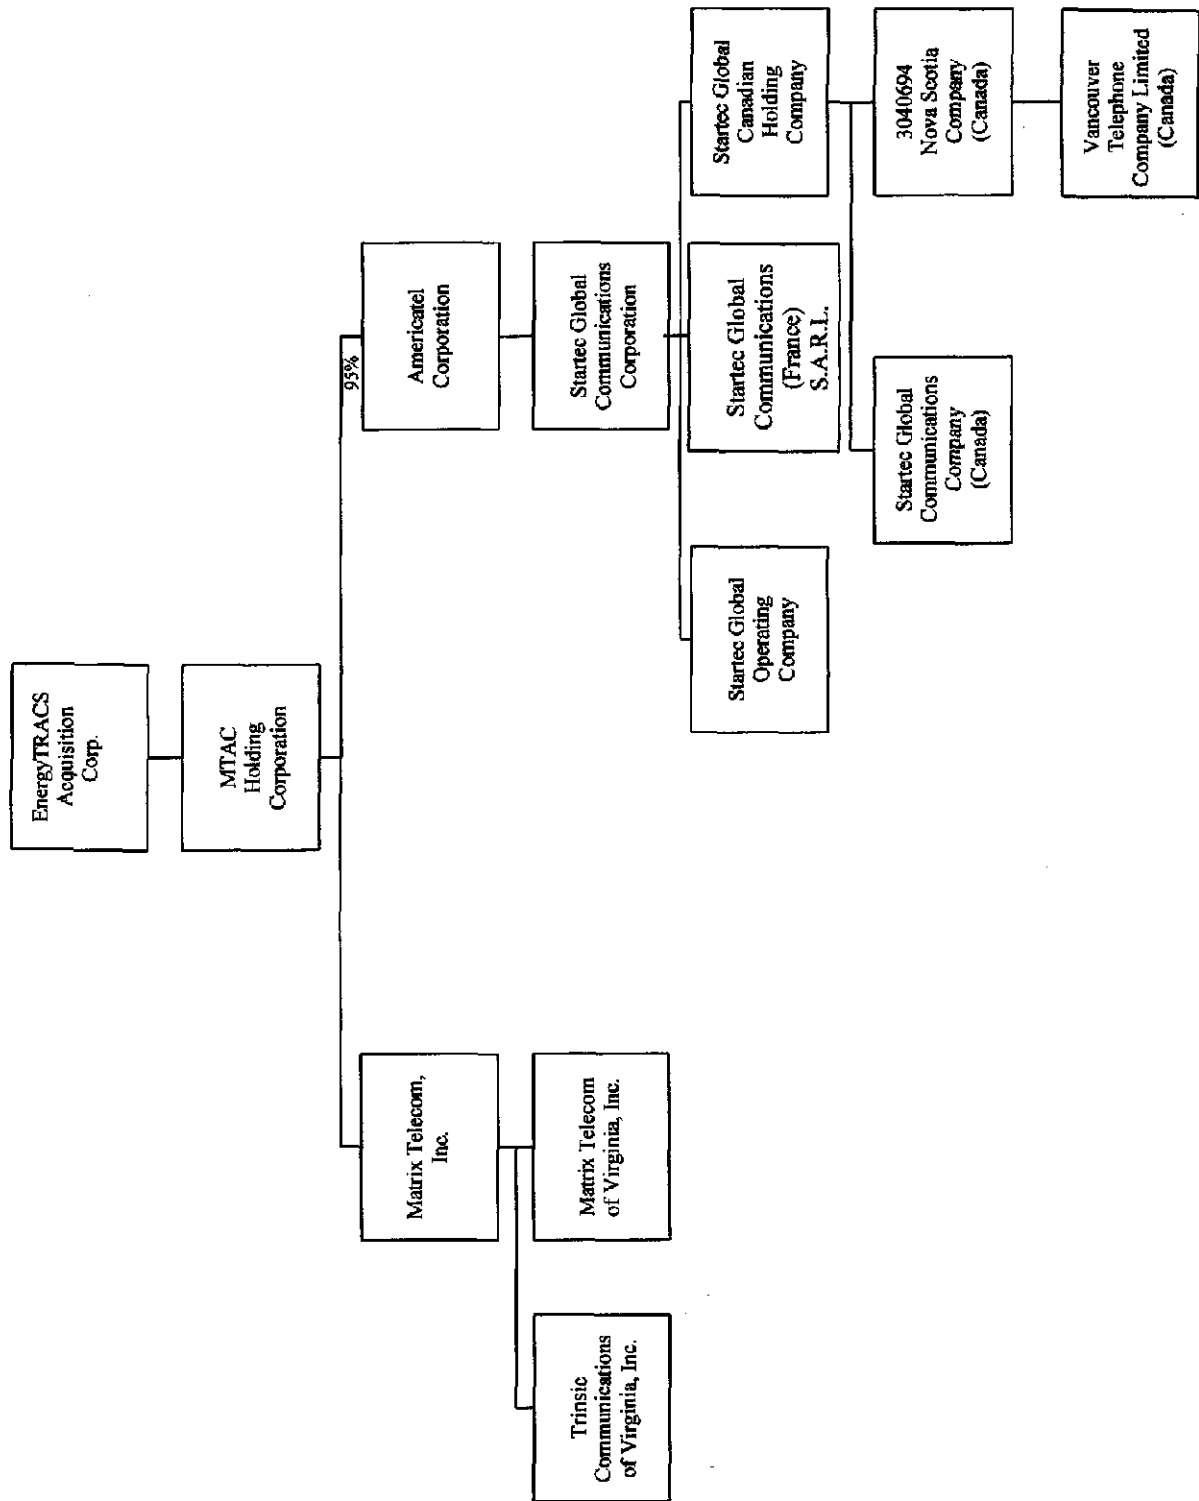 EnergyTRACS
Acquisition
Corp.
MTAC
Holding
Corporation
95%
Matrix Telecom,
Inc.
Americatel
Corporation
Trinsic
Communications
of Virginia, Inc.
Matrix Telecom
of Virginia, Inc.
Startec Global
Communications
Corporation
Startec Global
Operating
Company
Startec Global
Communications
(France)
S.A.R.L.
Startec Global
Canadian
Holding
Company
Startec Global
Communications
Company
(Canada)
3040694
Nova Scotia
Company
(Canada)
Vancouver
Telephone
Company Limited
(Canada)